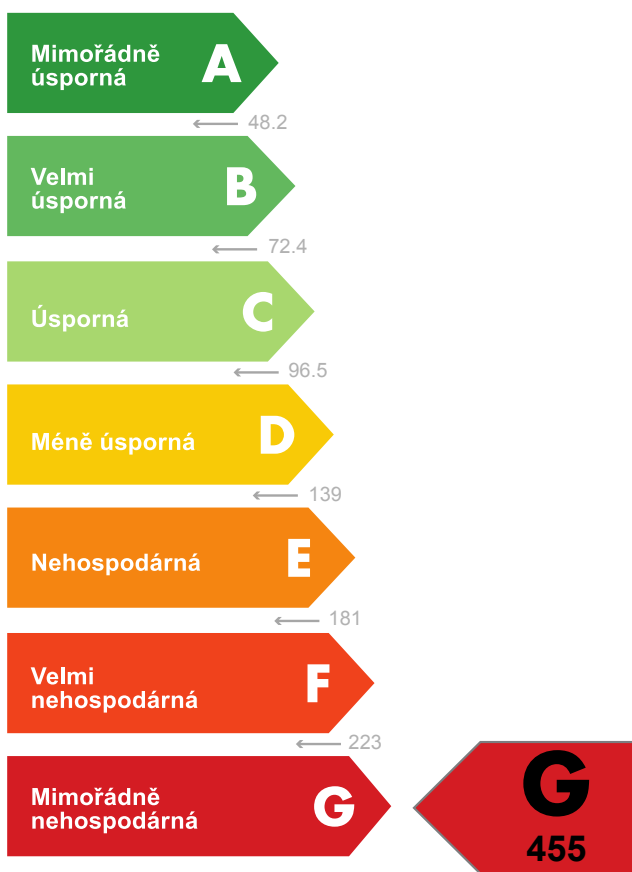 Mimořádně
úsporná
A
48.2
Velmi
úsporná
B
72.4
Úsporná
C
96.5
Méně úsporná
D
139
Nehospodárná
E
181
Velmi
nehospodárná
F
223
Mimořádně
nehospodárná
G
G
455